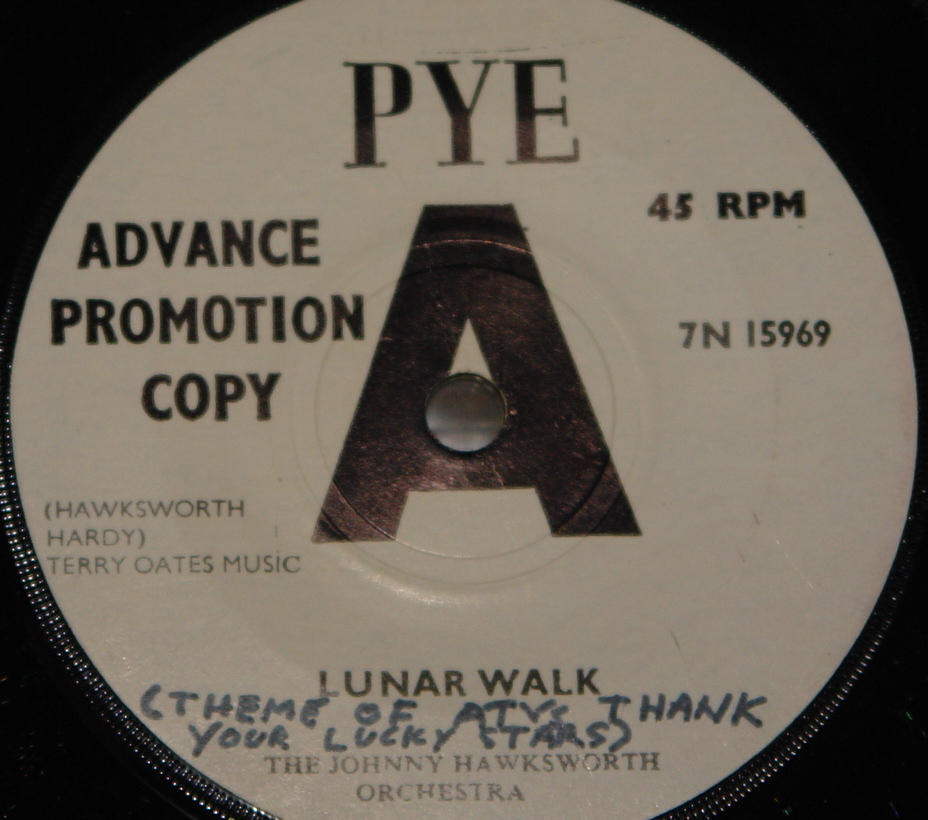 PYE
45 RPM
ADVANCE
PROMOTION
COPY
A
7N 15969
(HAWKSWORTH
HARDY)
TERRY OATES MUSIC
LUNAR WALK
(THEME OF ATVs THANK
YOUR LUCKY STARS)
THE JOHNNY HAWKSWORTH
ORCHESTRA